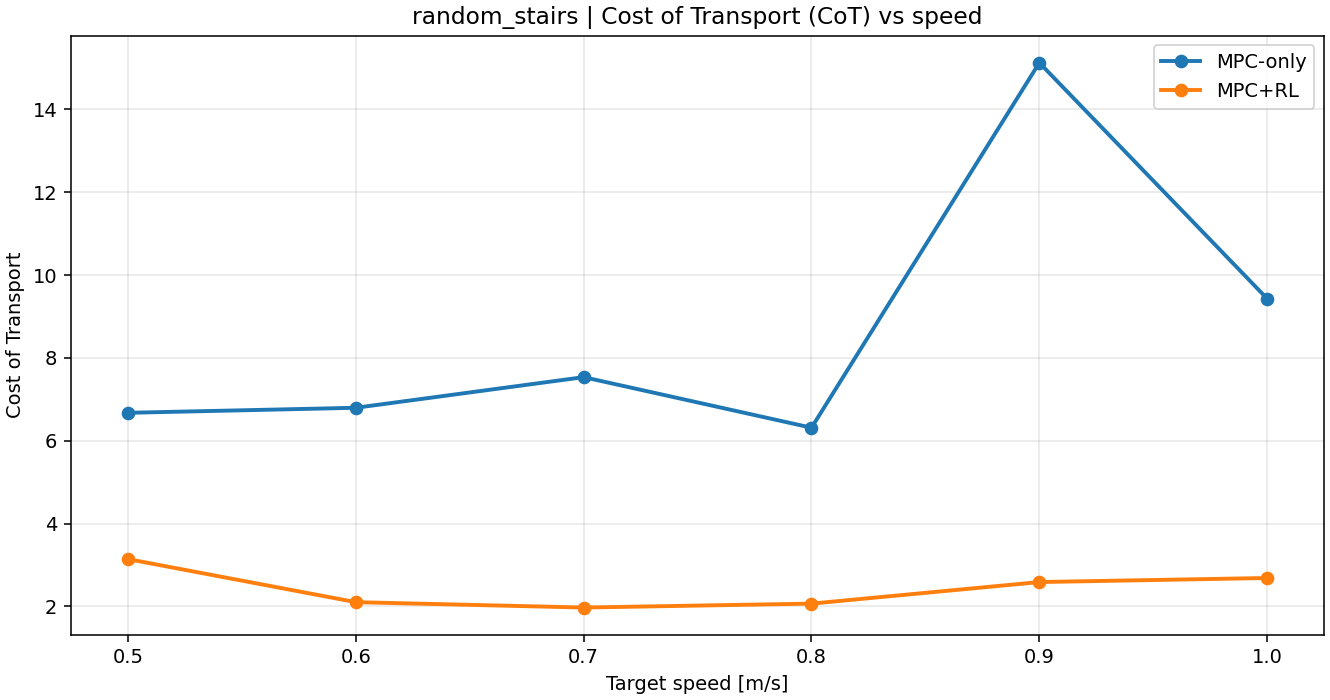 random_stairs | Cost of Transport (CoT) vs speed
MPC-only
MPC+RL
Cost of Transport
14
12
10
8
6
4
2
0.5 0.6 0.7 0.8 0.9 1.0
Target speed [m/s]